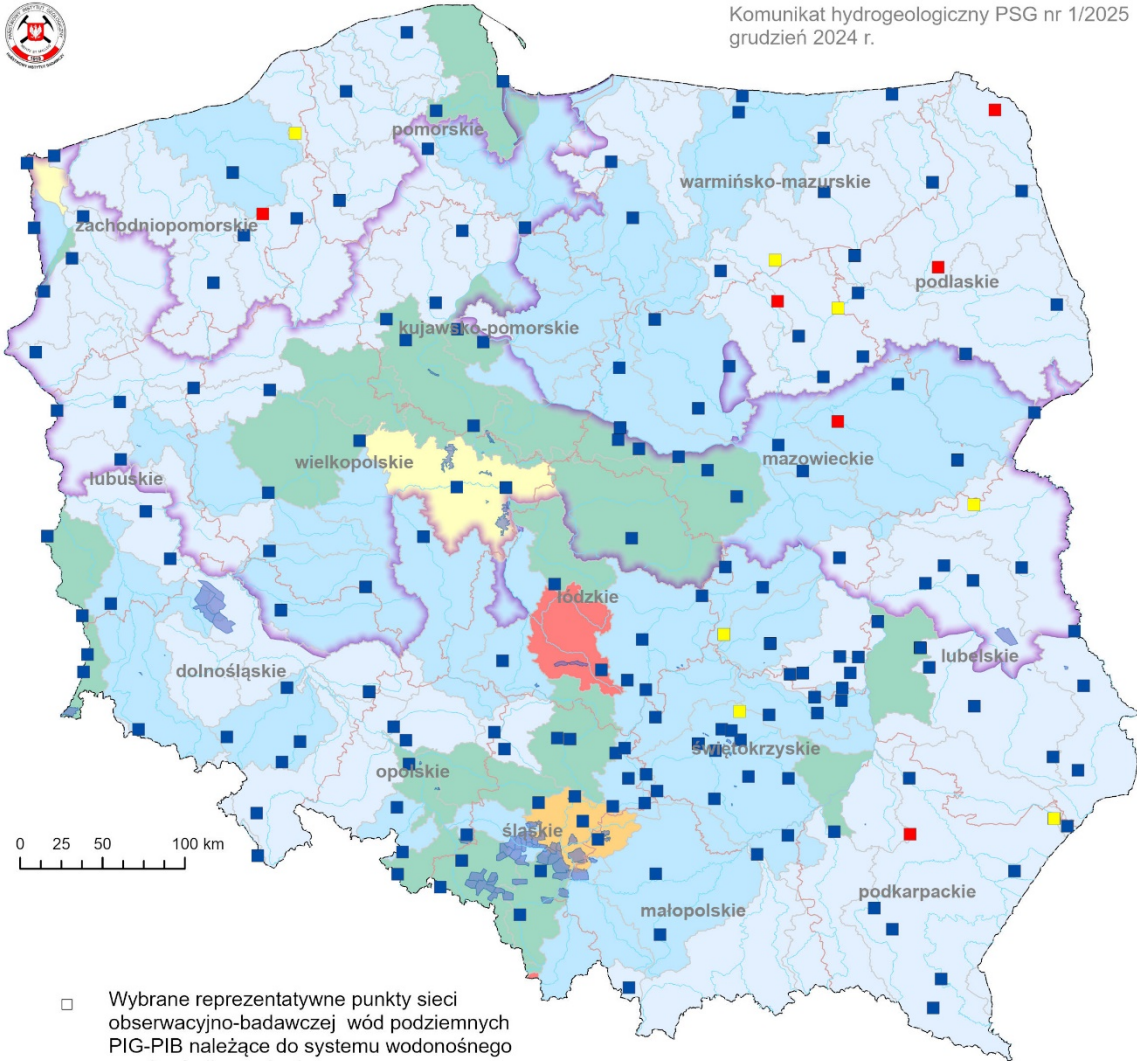 Komunikat hydrogeologiczny PSG nr 1/2025
grudzień 2024 r.
pomorskie
warmińsko-mazurskie
zachodniopomorskie
podlaskie
kujawsko-pomorskie
wielkopolskie
mazowieckie
lubuskie
łódzkie
dolnośląskie
lubelskie
świętokrzyskie
opolskie
śląskie
podkarpackie
małopolskie
0 25 50 100 km
Wybrane reprezentatywne punkty sieci
obserwacyjno-badawczej wód podziemnych
PIG-PIB należące do systemu wodonośnego